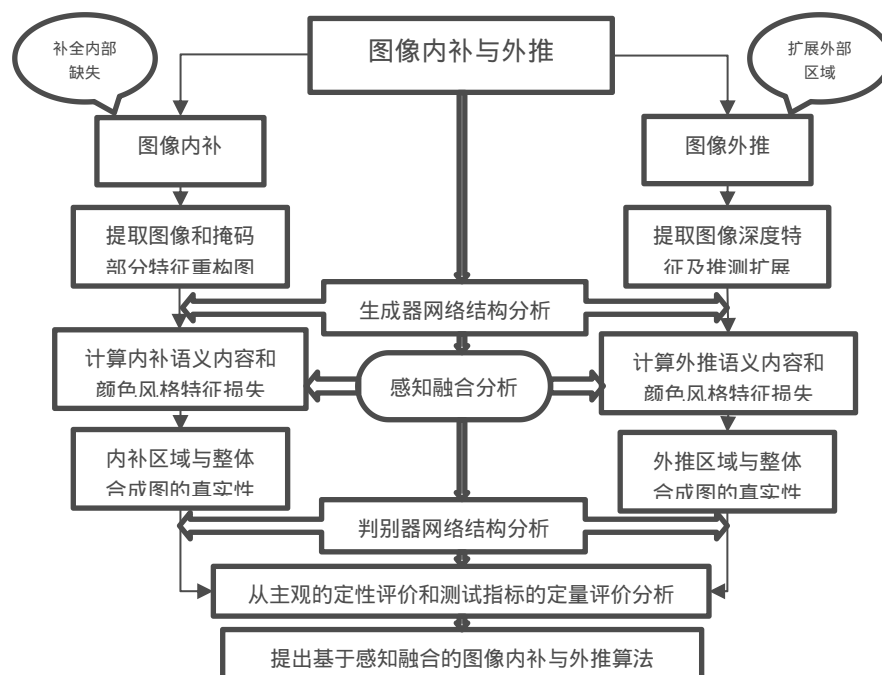 补全内部
缺失
图像内补与外推
扩展外部
区域
图像内补
图像外推
提取图像和掩码
部分特征重构图
提取图像深度特
征及推测扩展
生成器网络结构分析
计算内补语义内容和
颜色风格特征损失
感知融合分析
计算外推语义内容和
颜色风格特征损失
内补区域与整体
合成图的真实性
外推区域与整体
合成图的真实性
判别器网络结构分析
从主观的定性评价和测试指标的定量评价分析
提出基于感知融合的图像内补与外推算法